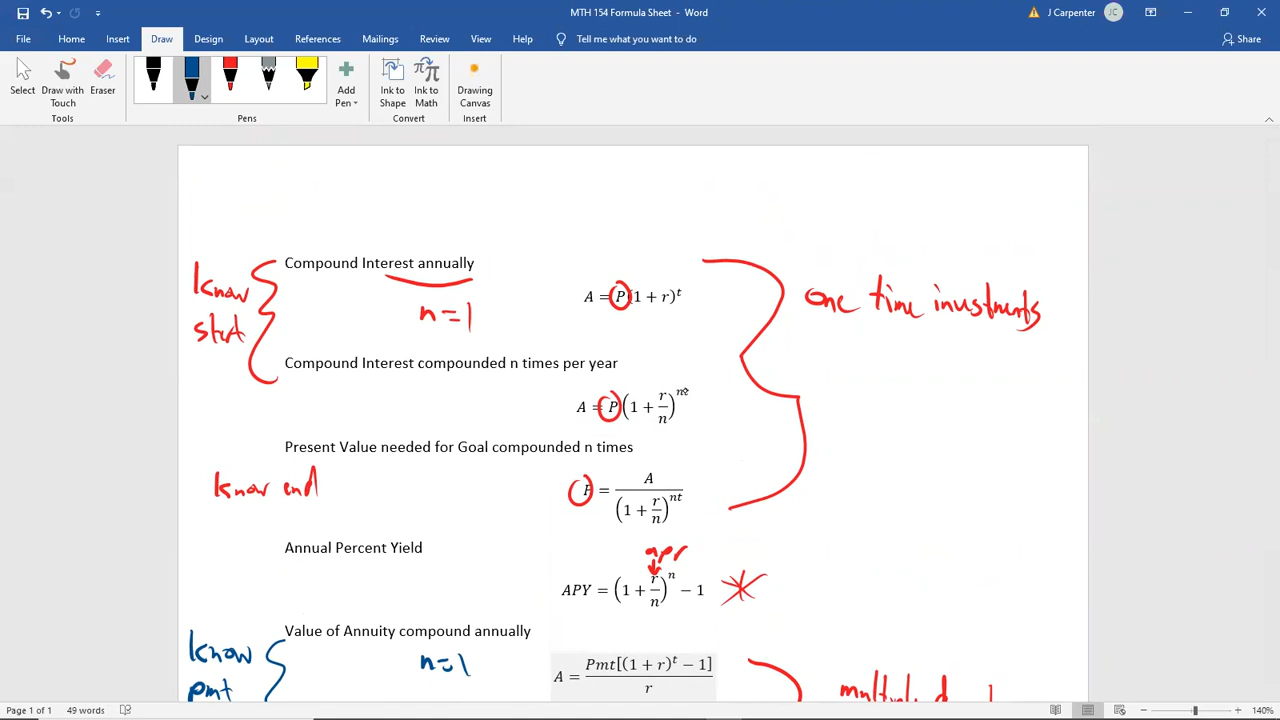 MTH 154 Formula Sheet - Word
J Carpenter JC
File Home Insert Draw Design Layout References Mailings Review View Help Tell me what you want to do Share
Select Draw with Touch Eraser Add Pen Ink to Shape Ink to Math Drawing Canvas
Tools Pens Convert Insert
Compound Interest annually
know
start
n=1
A = P(1 + r)^t
one time investments
Compound Interest compounded n times per year
A = P(1 + r/n)^nt
Present Value needed for Goal compounded n times
know end
P = A/(1 + r/n)^nt
Annual Percent Yield
apr
APY = (1 + r/n)^n − 1
Value of Annuity compound annually
know
pmt
n=1
A = Pmt[(1 + r)^t − 1]/r
Page 1 of 1 49 words 140%